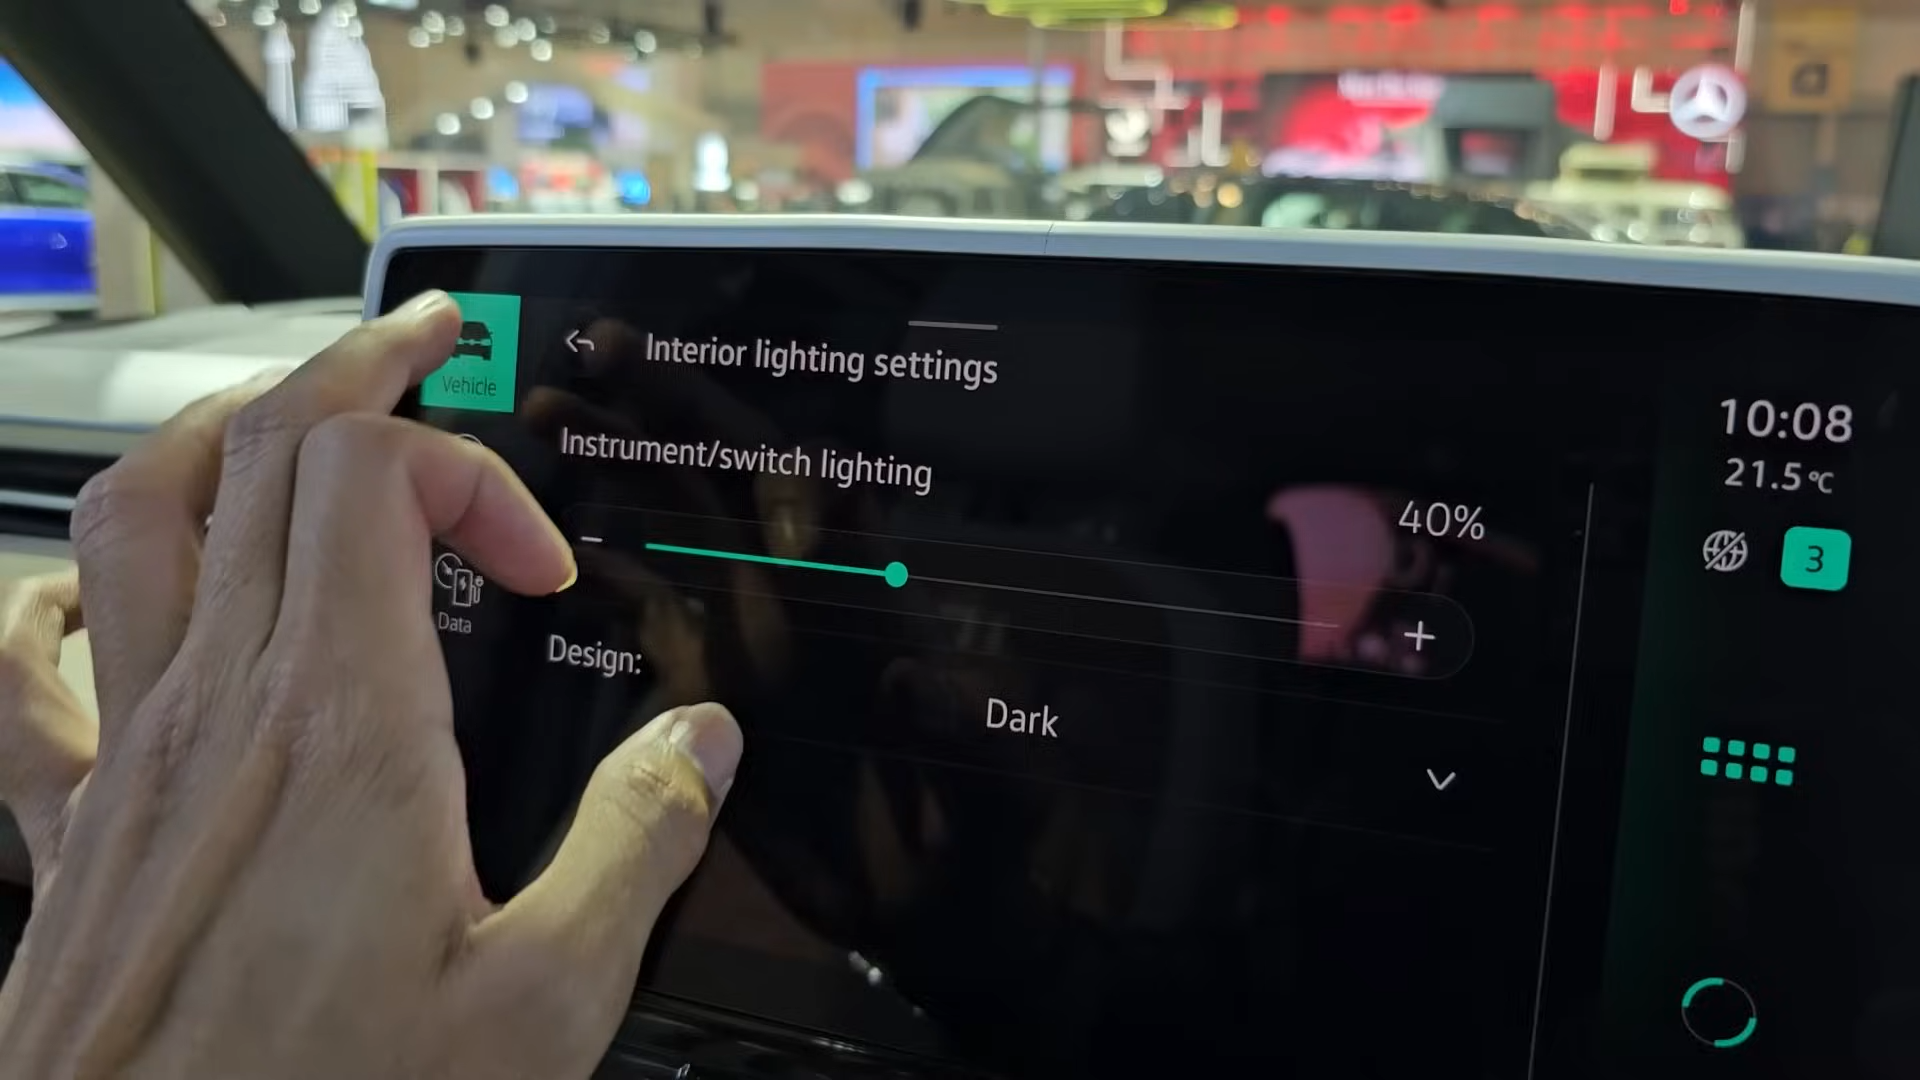 Vehicle
Interior lighting settings
Instrument/switch lighting
40%
Data
Design:
Dark
10:08
21.5°C
3